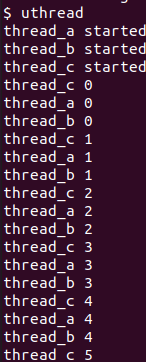 $ uthread
thread_a started
thread_b started
thread_c started
thread_c 0
thread_a 0
thread_b 0
thread_c 1
thread_a 1
thread_b 1
thread_c 2
thread_a 2
thread_b 2
thread_c 3
thread_a 3
thread_b 3
thread_c 4
thread_a 4
thread_b 4
thread_c 5